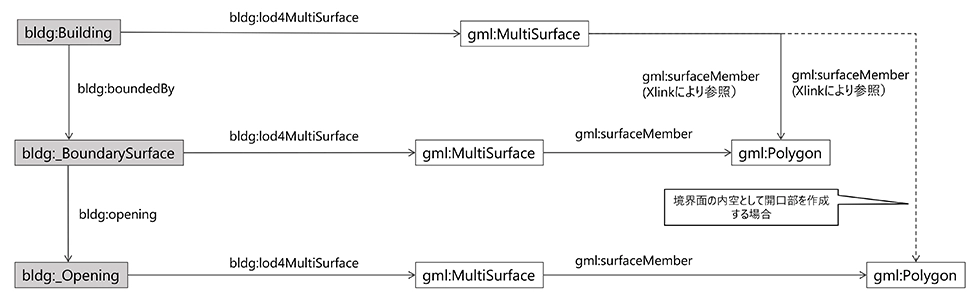 bldg:lod4MultiSurface
bldg:Building
gml:MultiSurface
gml:surfaceMember
(Xlinkにより参照)
gml:surfaceMember
(Xlinkにより参照)
bldg:boundedBy
bldg:lod4MultiSurface
gml:surfaceMember
bldg:_BoundarySurface
gml:MultiSurface
gml:Polygon
境界面の内空として開口部を作成
する場合
bldg:opening
bldg:lod4MultiSurface
gml:surfaceMember
bldg:_Opening
gml:MultiSurface
gml:Polygon